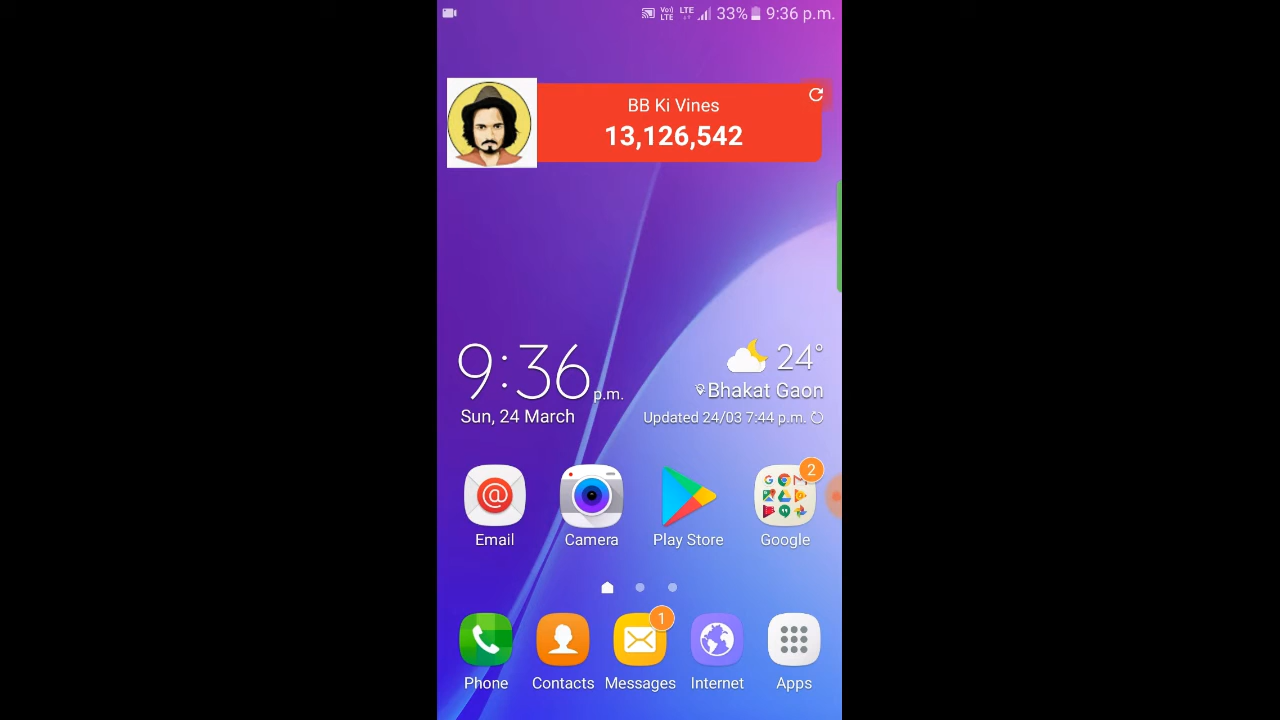 33% 9:36 p.m.
BB Ki Vines
13,126,542
9:36 p.m.
Sun, 24 March
24°
Bhakat Gaon
Updated 24/03 7:44 p.m.
2
Email
Camera
Play Store
Google
1
Phone
Contacts
Messages
Internet
Apps